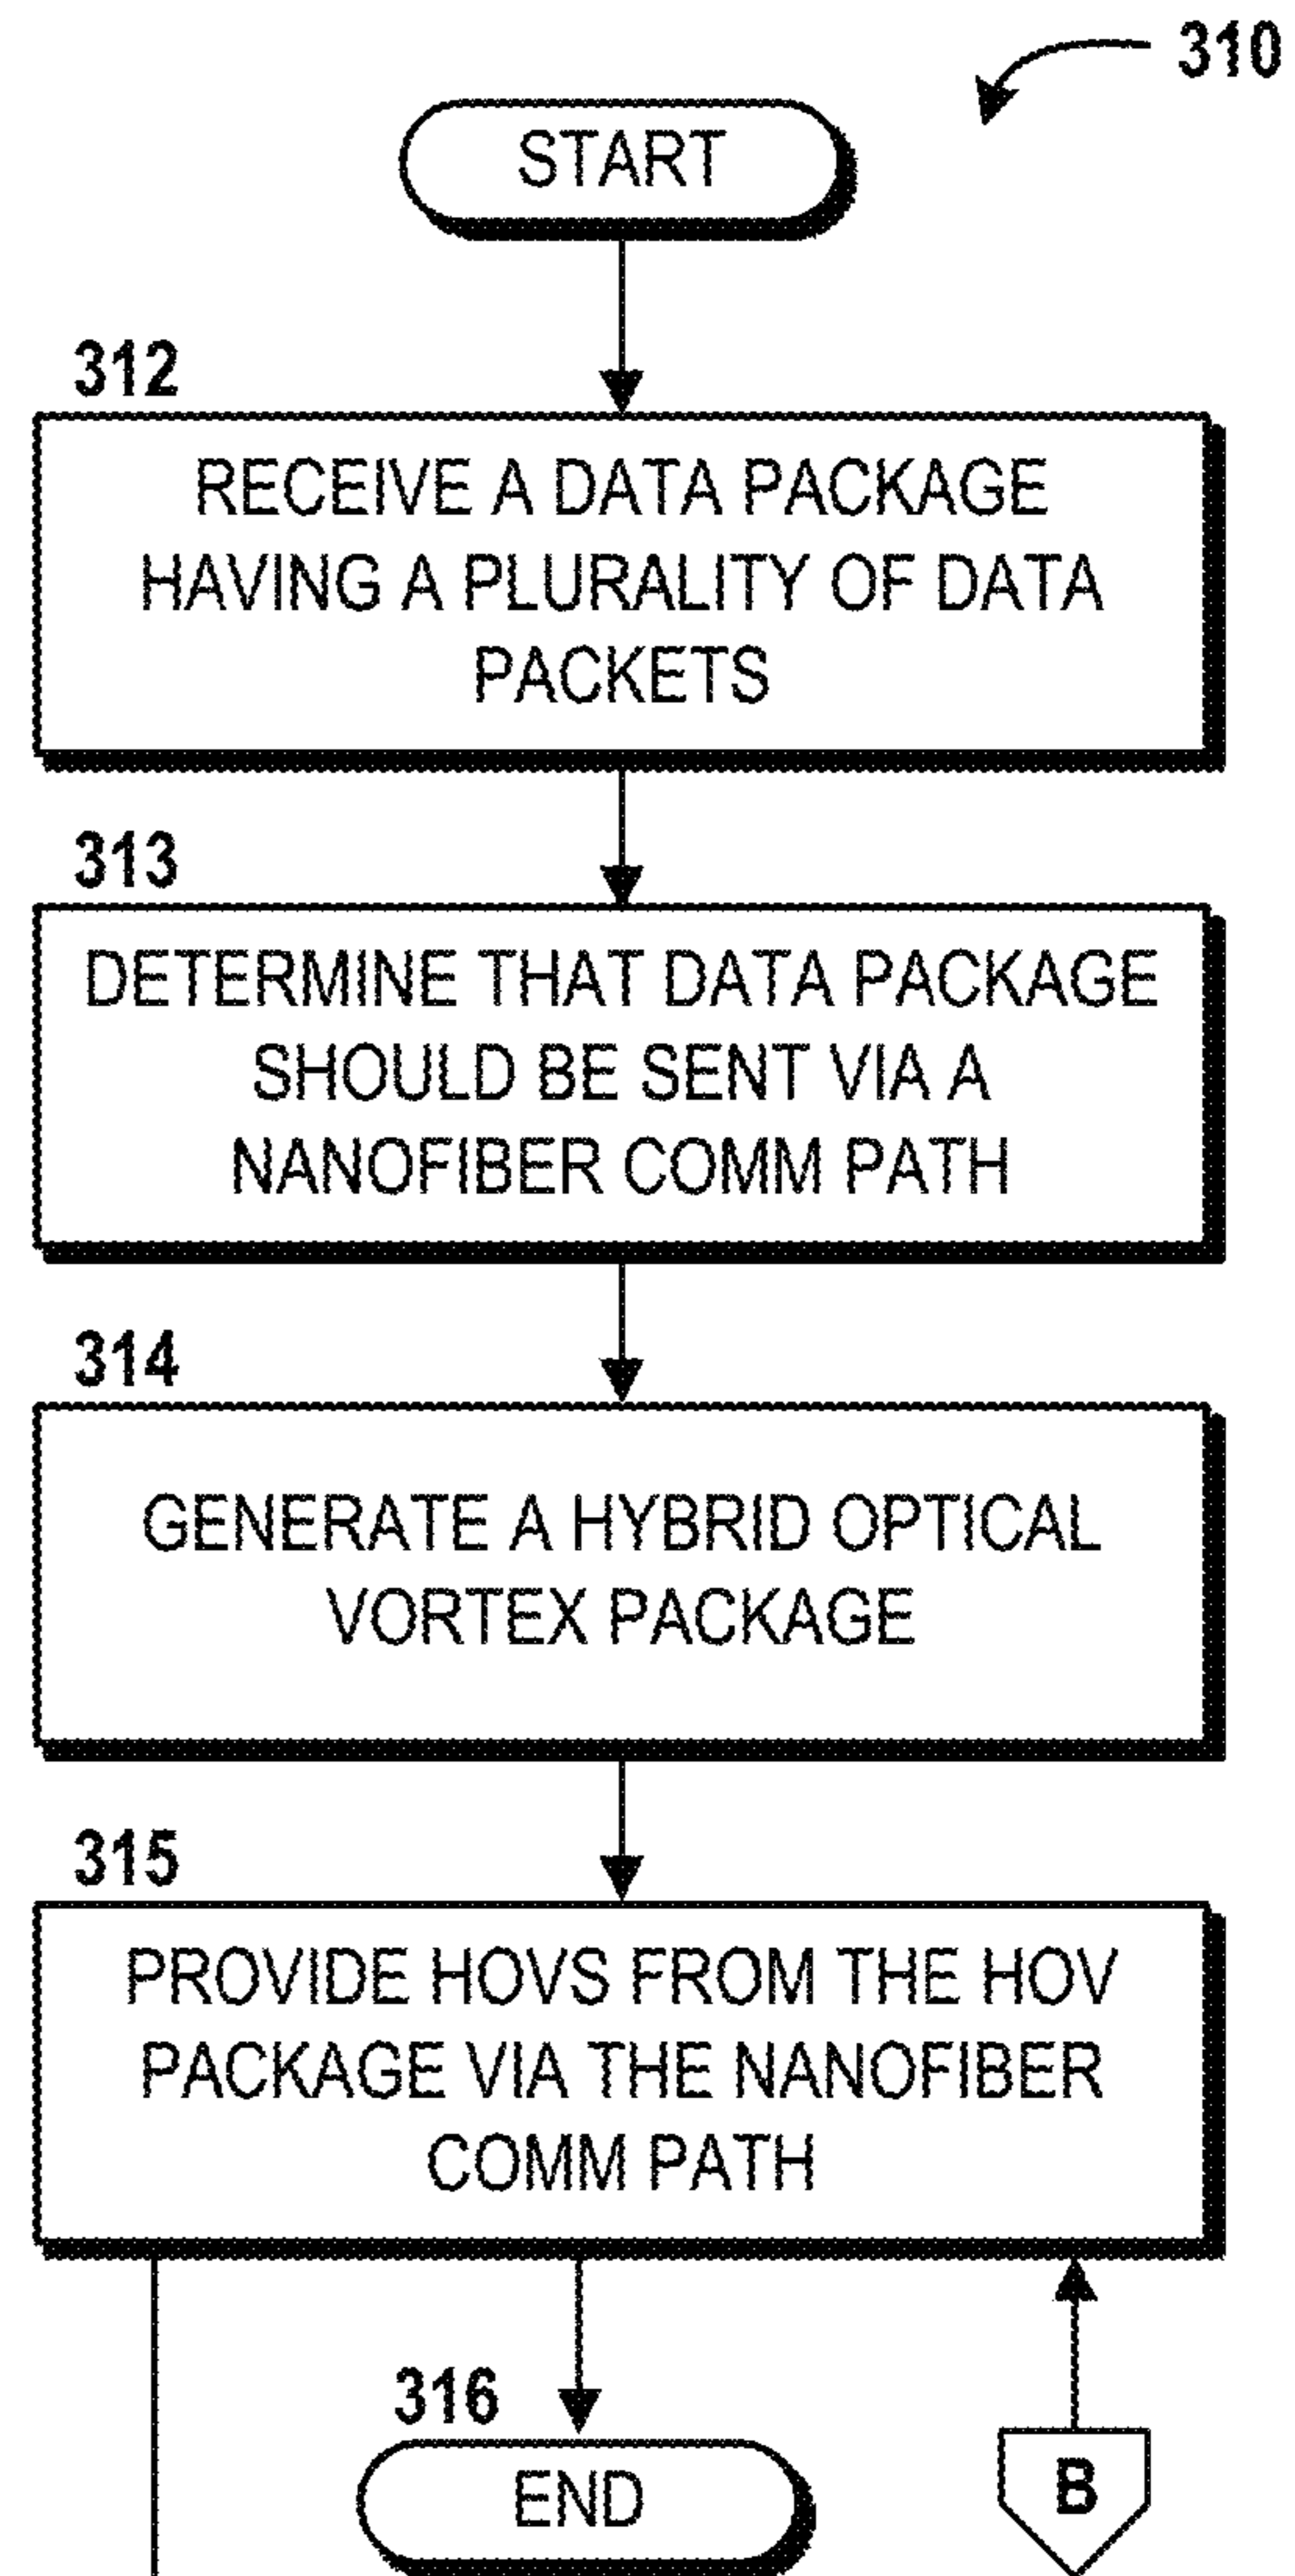 310
START
312
RECEIVE A DATA PACKAGE
HAVING A PLURALITY OF DATA
PACKETS
313
DETERMINE THAT DATA PACKAGE
SHOULD BE SENT VIA A
NANOFIBER COMM PATH
314
GENERATE A HYBRID OPTICAL
VORTEX PACKAGE
315
PROVIDE HOVS FROM THE HOV
PACKAGE VIA THE NANOFIBER
COMM PATH
316
END
B